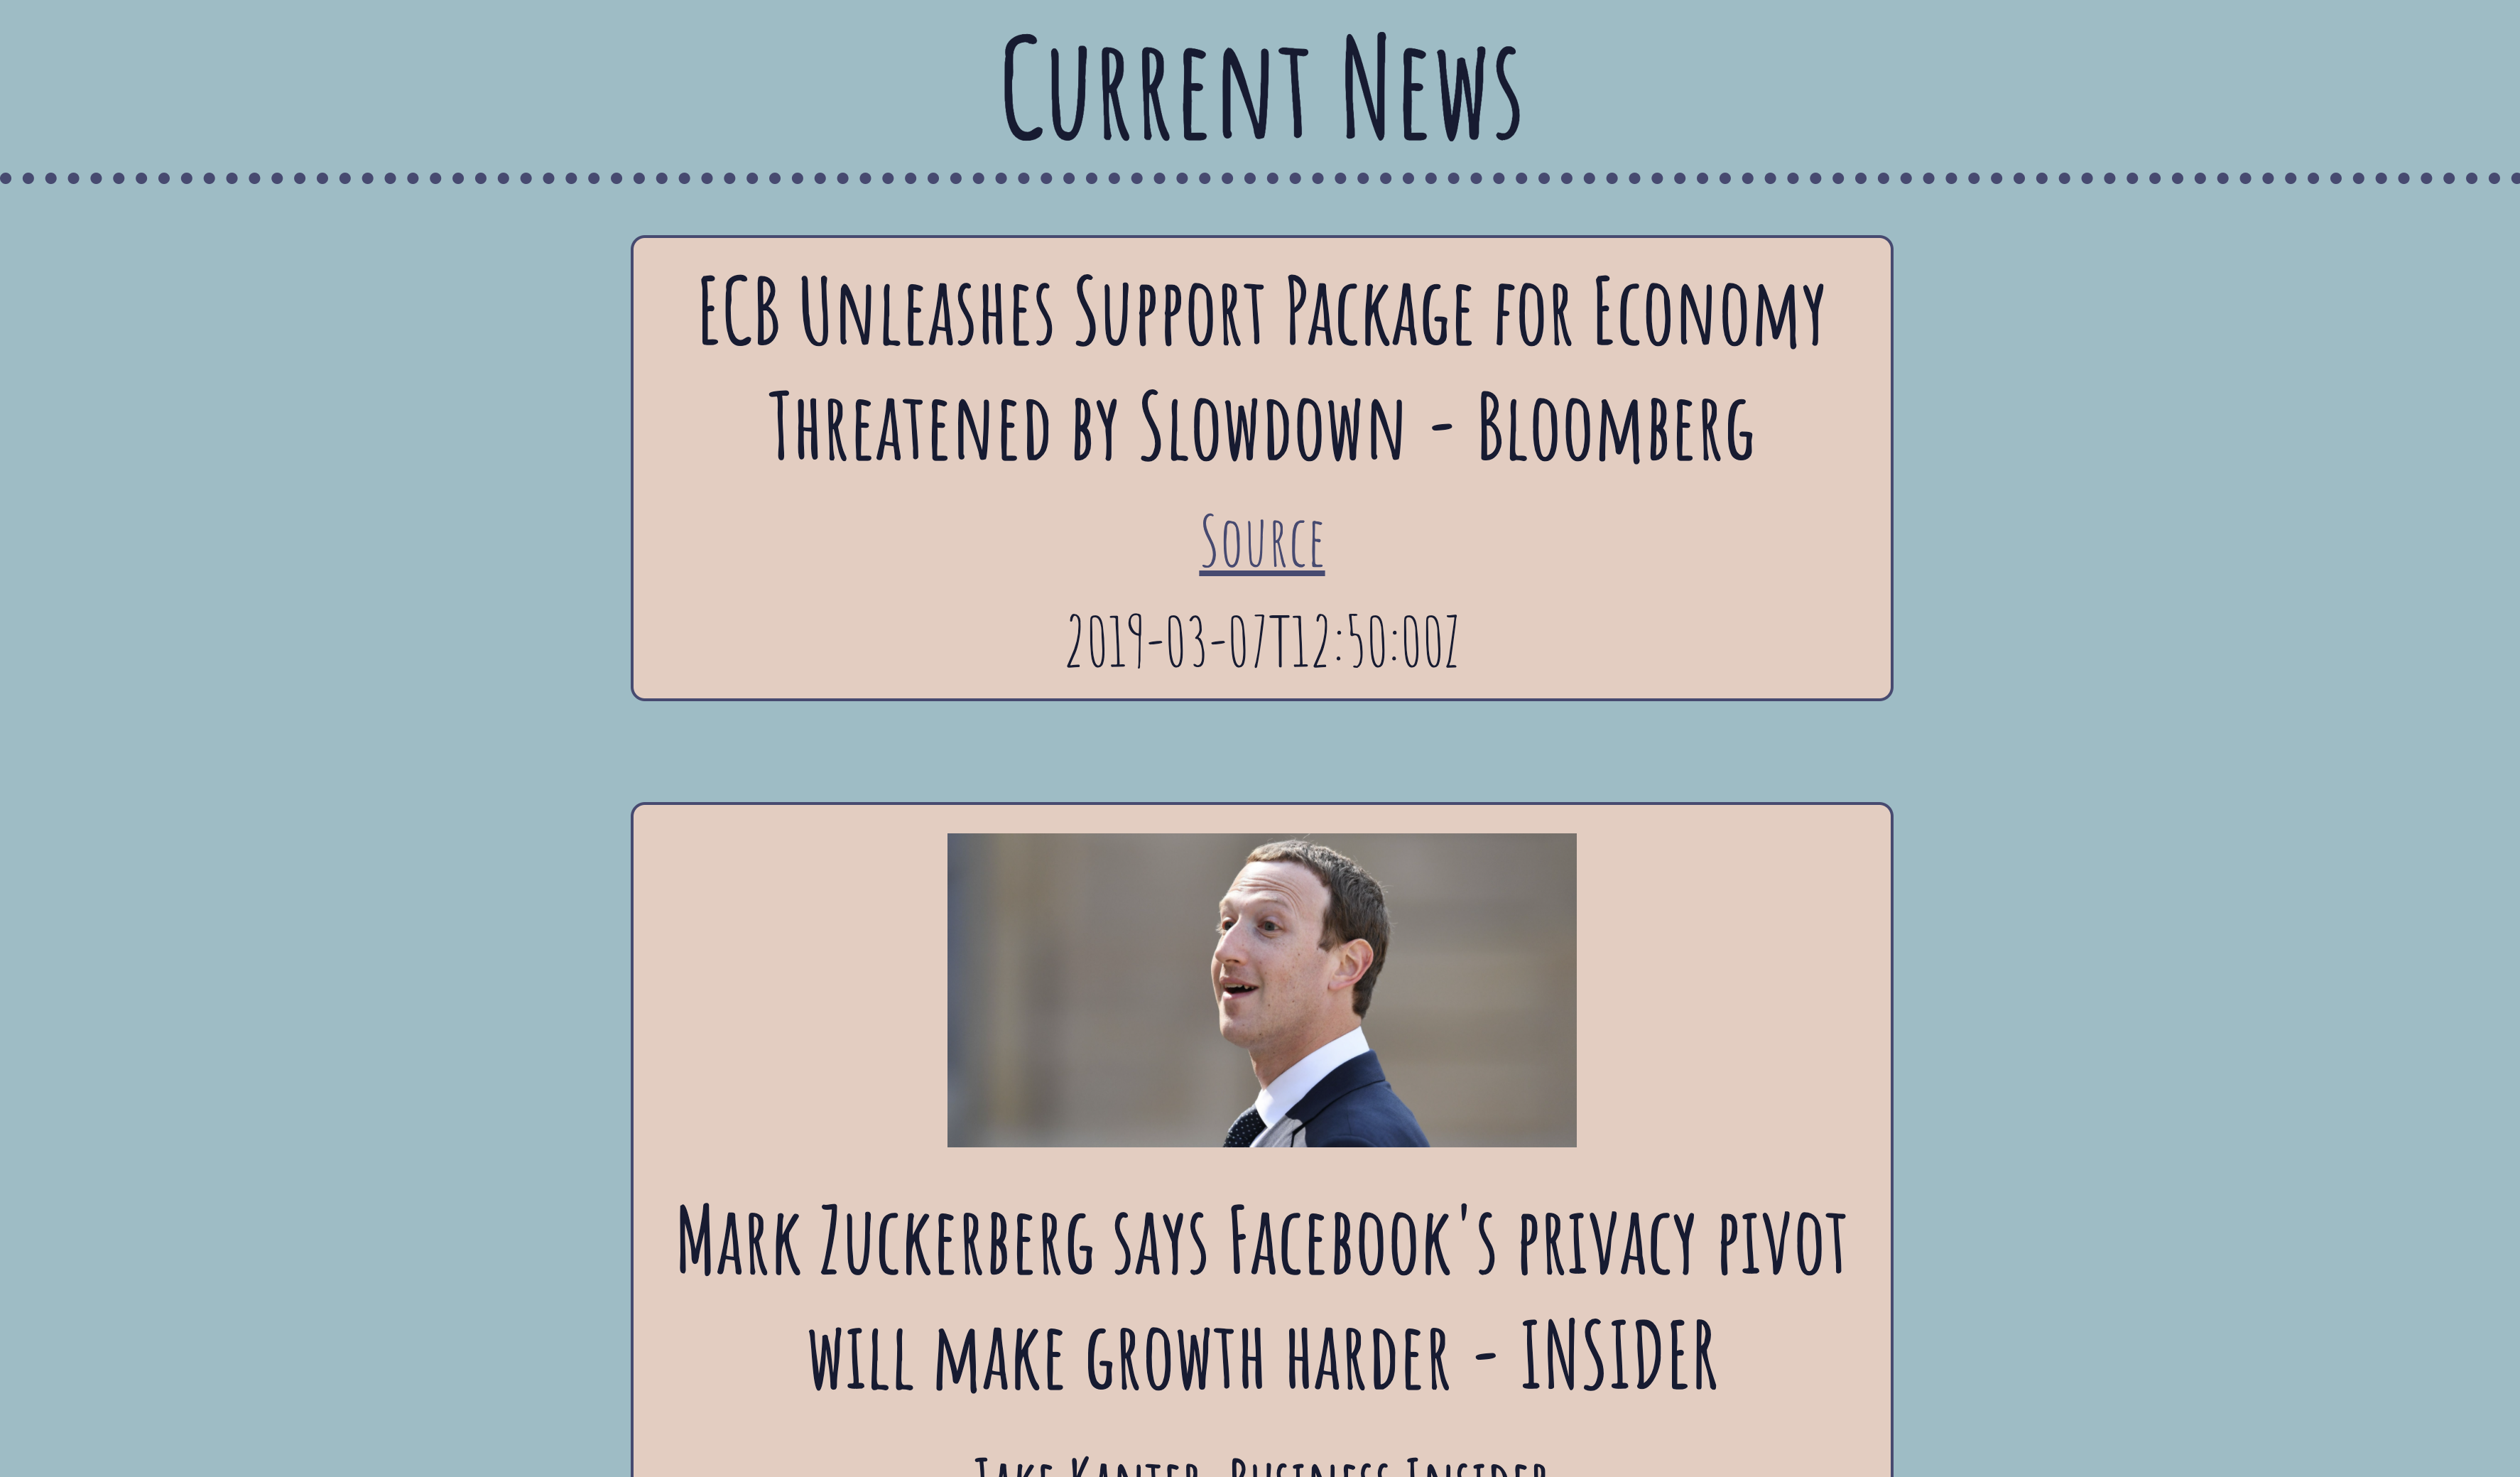 Current News
ECB Unleashes Support Package for Economy
Threatened by Slowdown - Bloomberg
Source
2019-03-07T12:50:00Z
Mark Zuckerberg says Facebook's privacy pivot
will make growth harder - INSIDER
Jake Kanter, Business Insider